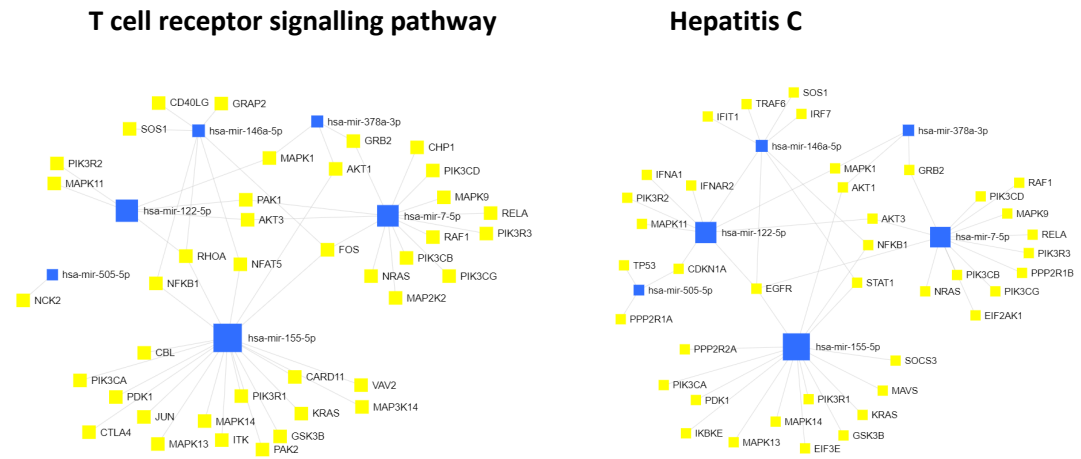 T cell receptor signalling pathway
CD40LG
GRAP2
SOS1
hsa-mir-146a-5p
hsa-mir-378a-3p
GRB2
CHP1
MAPK1
PIK3R2
MAPK11
AKT1
PIK3CD
PAK1
MAPK9
hsa-mir-122-5p
AKT3
hsa-mir-7-5p
RELA
RAF1
PIK3R3
FOS
RHOA
NFAT5
PIK3CB
hsa-mir-505-5p
NFKB1
NRAS
PIK3CG
NCK2
MAP2K2
hsa-mir-155-5p
CBL
PIK3CA
CARD11
VAV2
PDK1
PIK3R1
MAP3K14
JUN
KRAS
MAPK14
CTLA4
MAPK13
ITK
GSK3B
PAK2
Hepatitis C
SOS1
TRAF6
IFIT1
IRF7
hsa-mir-378a-3p
hsa-mir-146a-5p
MAPK1
GRB2
IFNA1
IFNAR2
AKT1
RAF1
PIK3R2
PIK3CD
MAPK11
AKT3
MAPK9
hsa-mir-122-5p
NFKB1
hsa-mir-7-5p
RELA
PIK3R3
TP53
CDKN1A
PIK3CB
PPP2R1B
hsa-mir-505-5p
EGFR
STAT1
NRAS
PIK3CG
PPP2R1A
EIF2AK1
PPP2R2A
hsa-mir-155-5p
SOCS3
PIK3CA
MAVS
PDK1
PIK3R1
KRAS
MAPK14
IKBKE
GSK3B
MAPK13
EIF3E